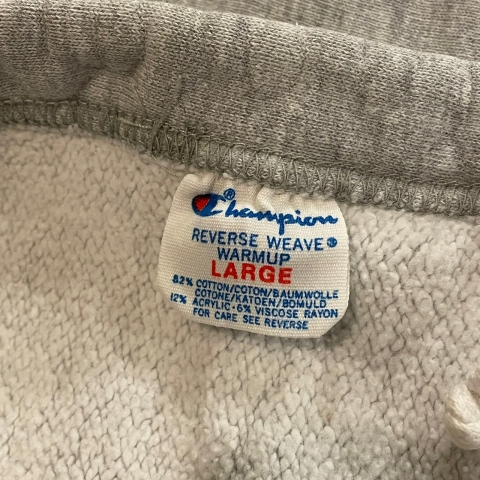 Champion®
REVERSE WEAVE®
WARMUP
LARGE
82% COTTON/COTON/BAUMWOLLE
COTONE/KATOEN/BOMULD
12% ACRYLIC-6% VISCOSE RAYON
FOR CARE SEE REVERSE